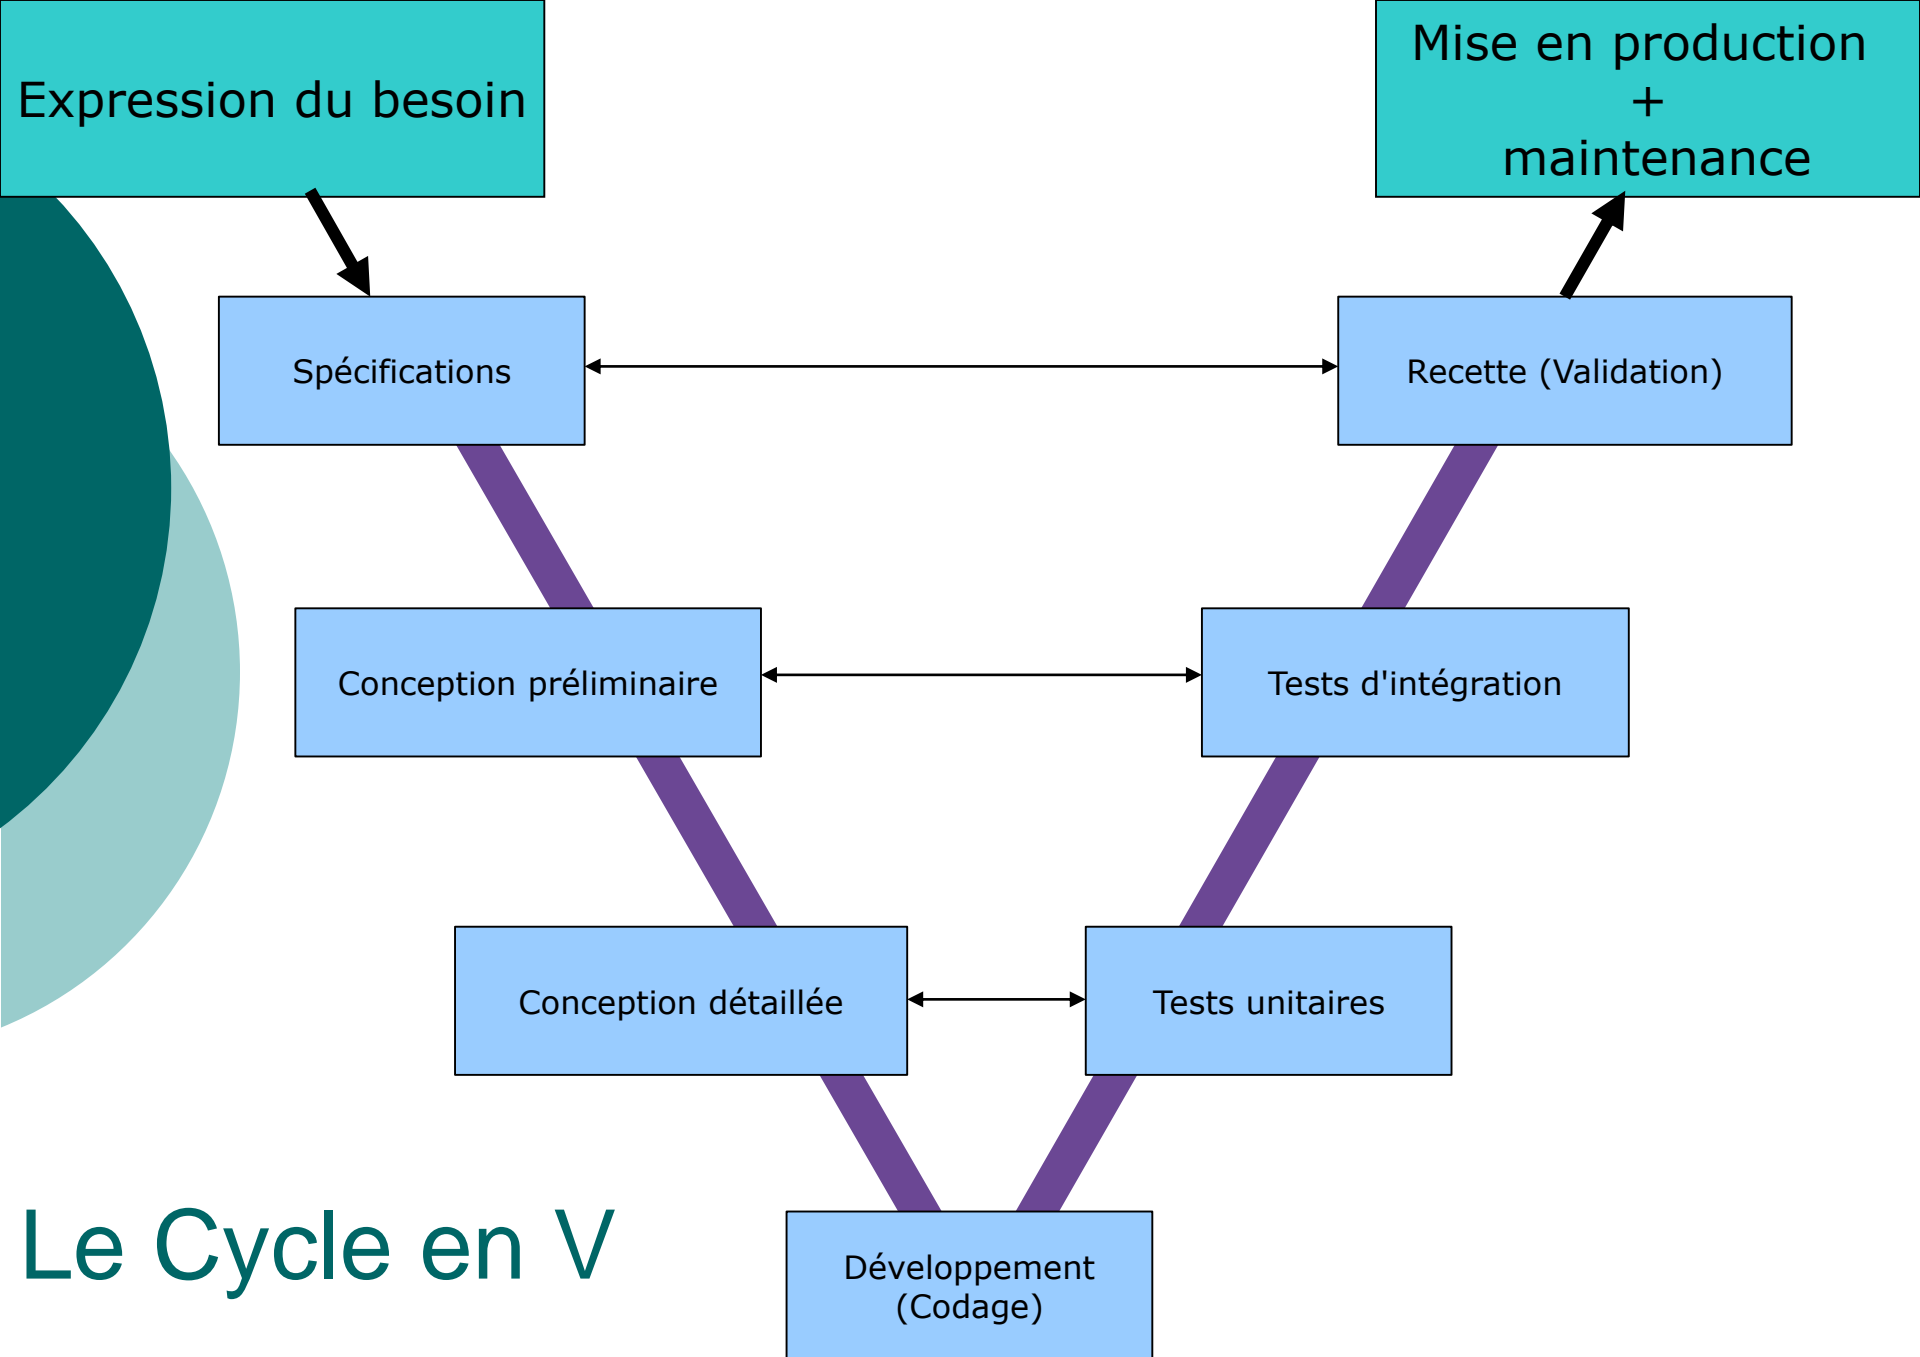 Expression du besoin
Mise en production
+
maintenance
Spécifications
Recette (Validation)
Conception préliminaire
Tests d'intégration
Conception détaillée
Tests unitaires
Le Cycle en V
Développement
(Codage)